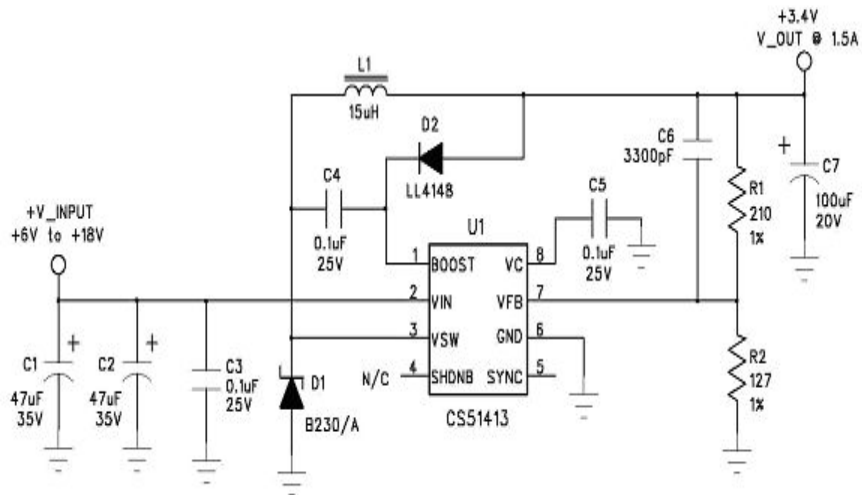 +3.4V
V_OUT @ 1.5A
L1
15uH
D2
LL4148
C6
3300pF
+
C7
100uF
20V
R1
210
1%
C4
0.1uF
25V
C5
0.1uF
25V
+V_INPUT
+6V to +18V
U1
1 BOOST VC 8
2 VIN VFB 7
3 VSW GND 6
4 SHDNB SYNC 5
N/C
CS51413
+
C1
47uF
35V
+
C2
47uF
35V
C3
0.1uF
25V
D1
B230/A
R2
127
1%